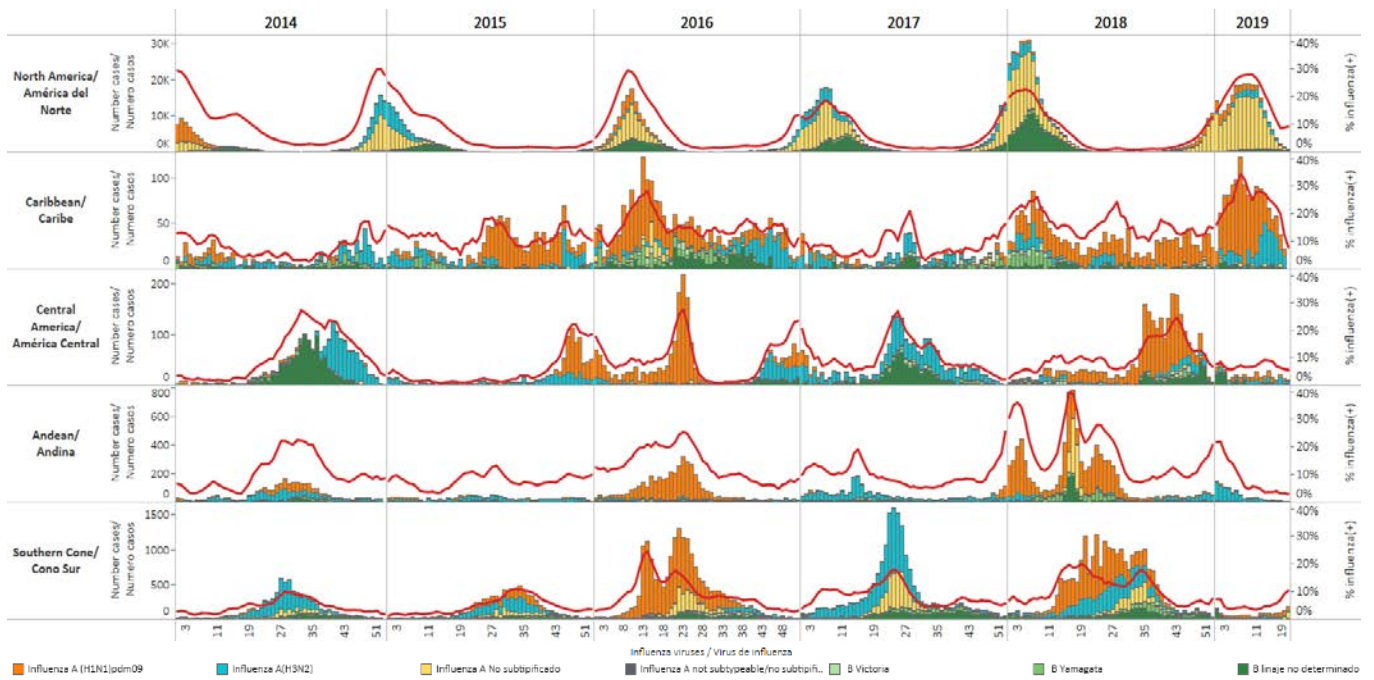 2014 2015 2016 2017 2018 2019
North America/
América del
Norte
Number cases/
Numero casos
30K
20K
10K
0K
40%
30%
20%
10%
0%
% influenza(+)
Caribbean/
Caribe
Number cases/
Numero casos
100
50
0
40%
30%
20%
10%
0%
% influenza(+)
Central
America/
América Central
Number cases/
Numero casos
200
100
0
40%
30%
20%
10%
0%
% influenza(+)
Andean/
Andina
Number cases/
Numero casos
800
600
400
200
0
40%
30%
20%
10%
0%
% influenza(+)
Southern Cone/
Cono Sur
Number cases/
Numero casos
1500
1000
500
0
40%
30%
20%
10%
0%
% influenza(+)
3 11 19 27 35 43 51 3 11 19 27 35 43 51 3 8 13 18 23 28 33 38 43 48 3 11 19 27 35 43 51 3 11 19 27 35 43 51 3 11 19
Influenza viruses / Virus de influenza
Influenza A (H1N1)pdm09 Influenza A(H3N2) Influenza A No subtipificado Influenza A not subtypeable/no subtipifi.. B Victoria B Yamagata B linaje no determinado